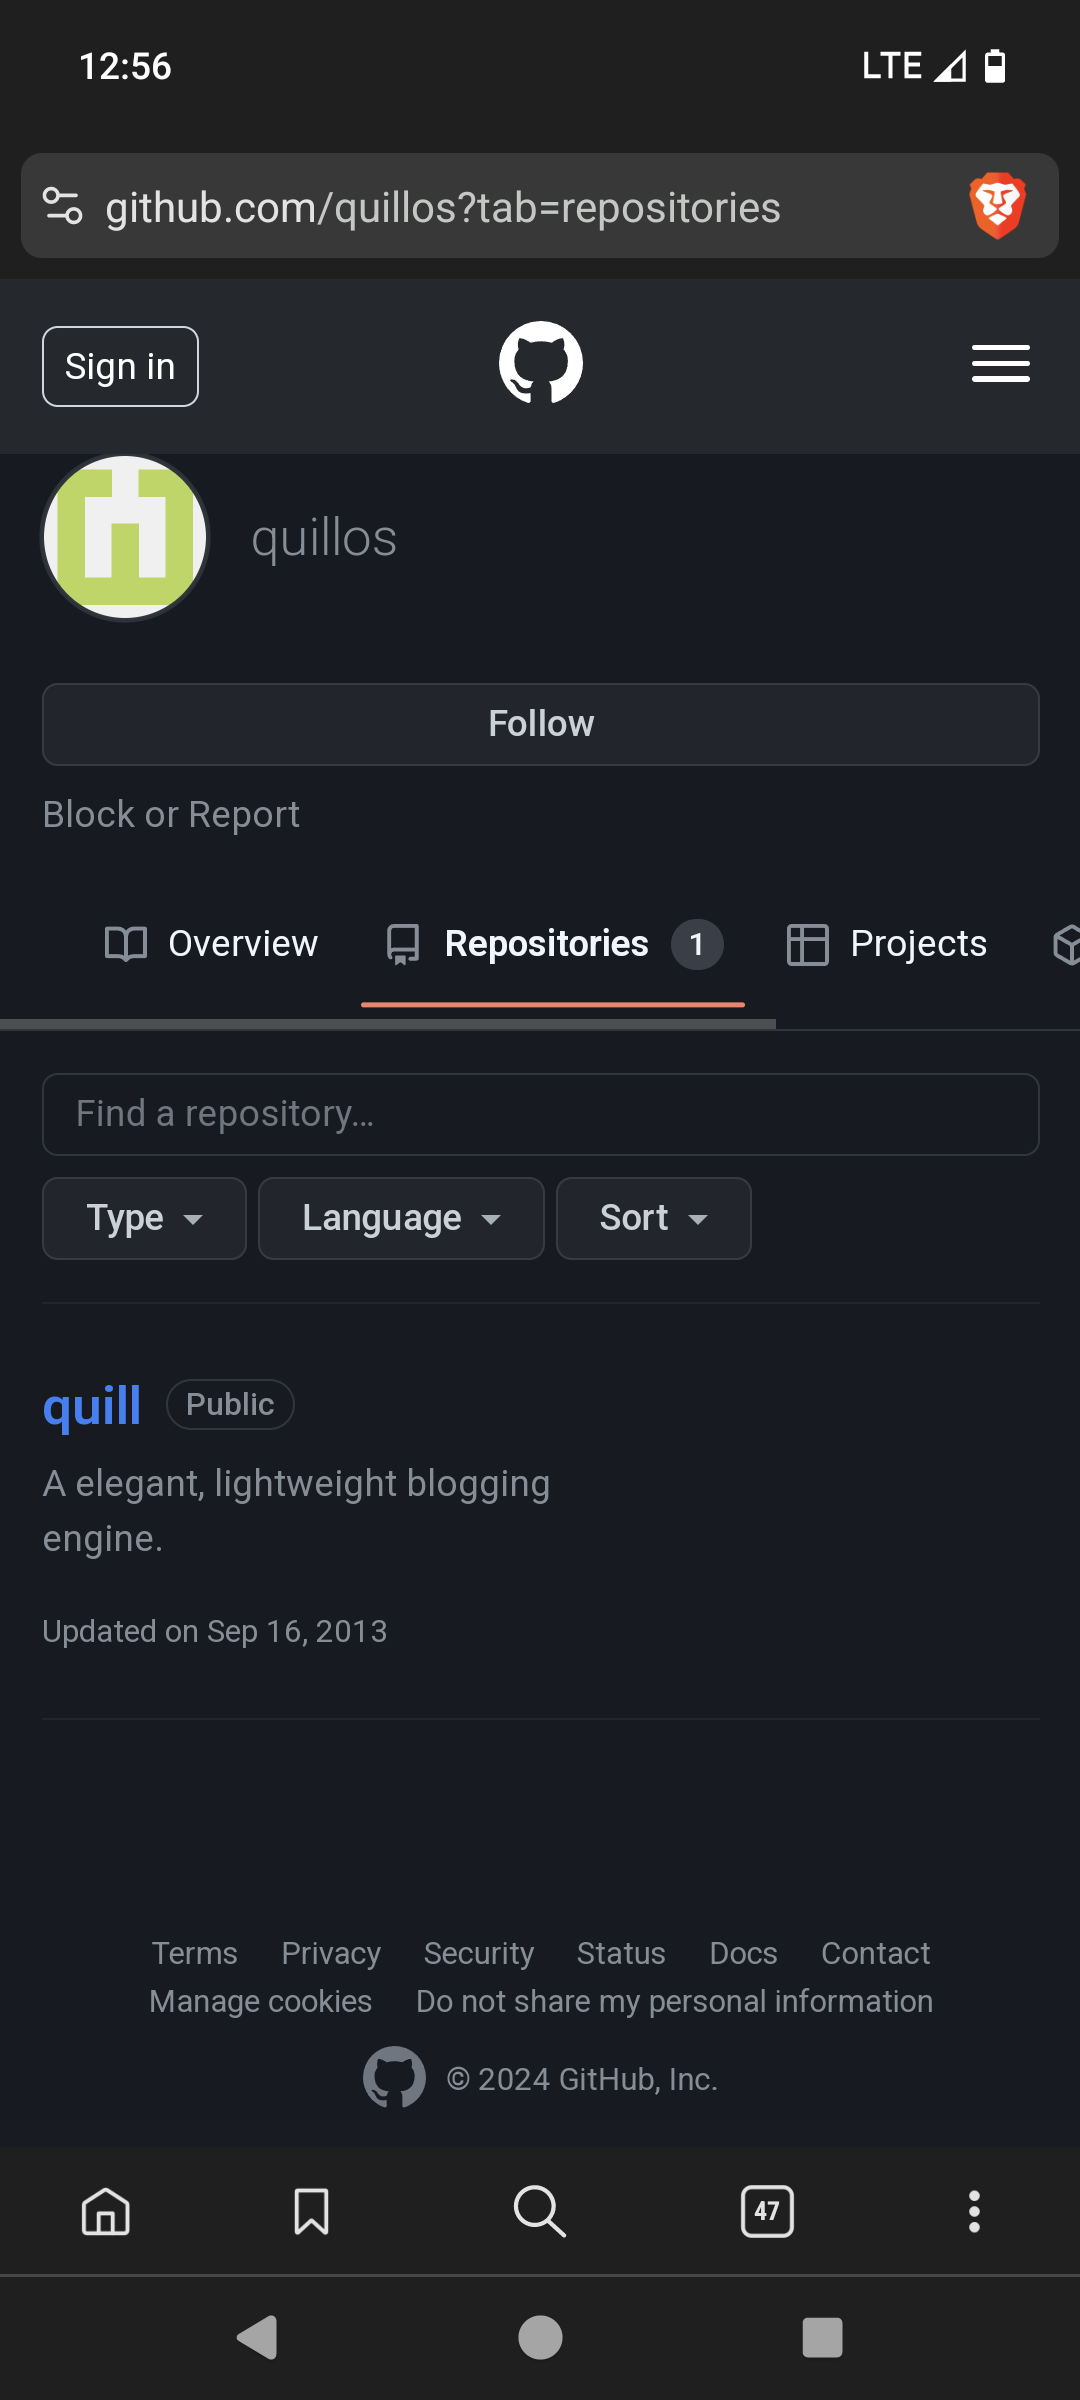 12:56
LTE
github.com/quillos?tab=repositories
Sign in
quillos
Follow
Block or Report
Overview Repositories 1 Projects
Find a repository...
Type Language Sort
quill Public
A elegant, lightweight blogging
engine.
Updated on Sep 16, 2013
Terms Privacy Security Status Docs Contact
Manage cookies Do not share my personal information
© 2024 GitHub, Inc.
47